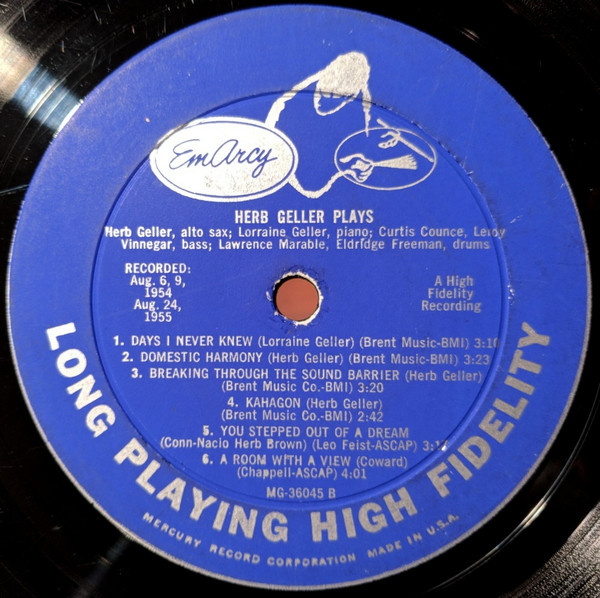 EmArcy
HERB GELLER PLAYS
Herb Geller, alto sax; Lorraine Geller, piano; Curtis Counce, Leroy
Vinnegar, bass; Lawrence Marable, Eldridge Freeman, drums
RECORDED:
Aug. 6, 9,
1954
Aug. 24,
1955
A High
Fidelity
Recording
1. DAYS I NEVER KNEW (Lorraine Geller) (Brent Music-BMI) 3:10
2. DOMESTIC HARMONY (Herb Geller) (Brent Music-BMI) 3:23
3. BREAKING THROUGH THE SOUND BARRIER (Herb Geller)
(Brent Music Co.-BMI) 3:20
4. KAHAGON (Herb Geller)
(Brent Music Co.-BMI) 2:42
5. YOU STEPPED OUT OF A DREAM
(Conn-Nacio Herb Brown) (Leo Feist-ASCAP)
6. A ROOM WITH A VIEW (Coward)
(Chappell-ASCAP) 4:01
MG-36045 B
LONG PLAYING HIGH FIDELITY
MERCURY RECORD CORPORATION MADE IN U.S.A.